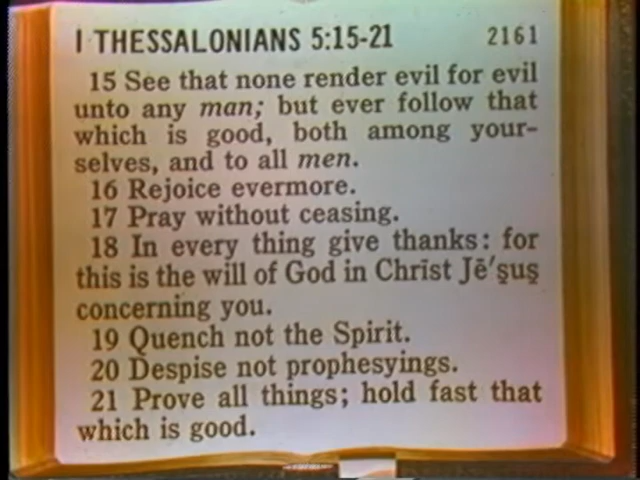 I THESSALONIANS 5:15-21 2161
15 See that none render evil for evil
unto any man; but ever follow that
which is good, both among your-
selves, and to all men.
16 Rejoice evermore.
17 Pray without ceasing.
18 In every thing give thanks: for
this is the will of God in Chrīst Jē′ş̱uş
concerning you.
19 Quench not the Spirit.
20 Despise not prophesyings.
21 Prove all things; hold fast that
which is good.